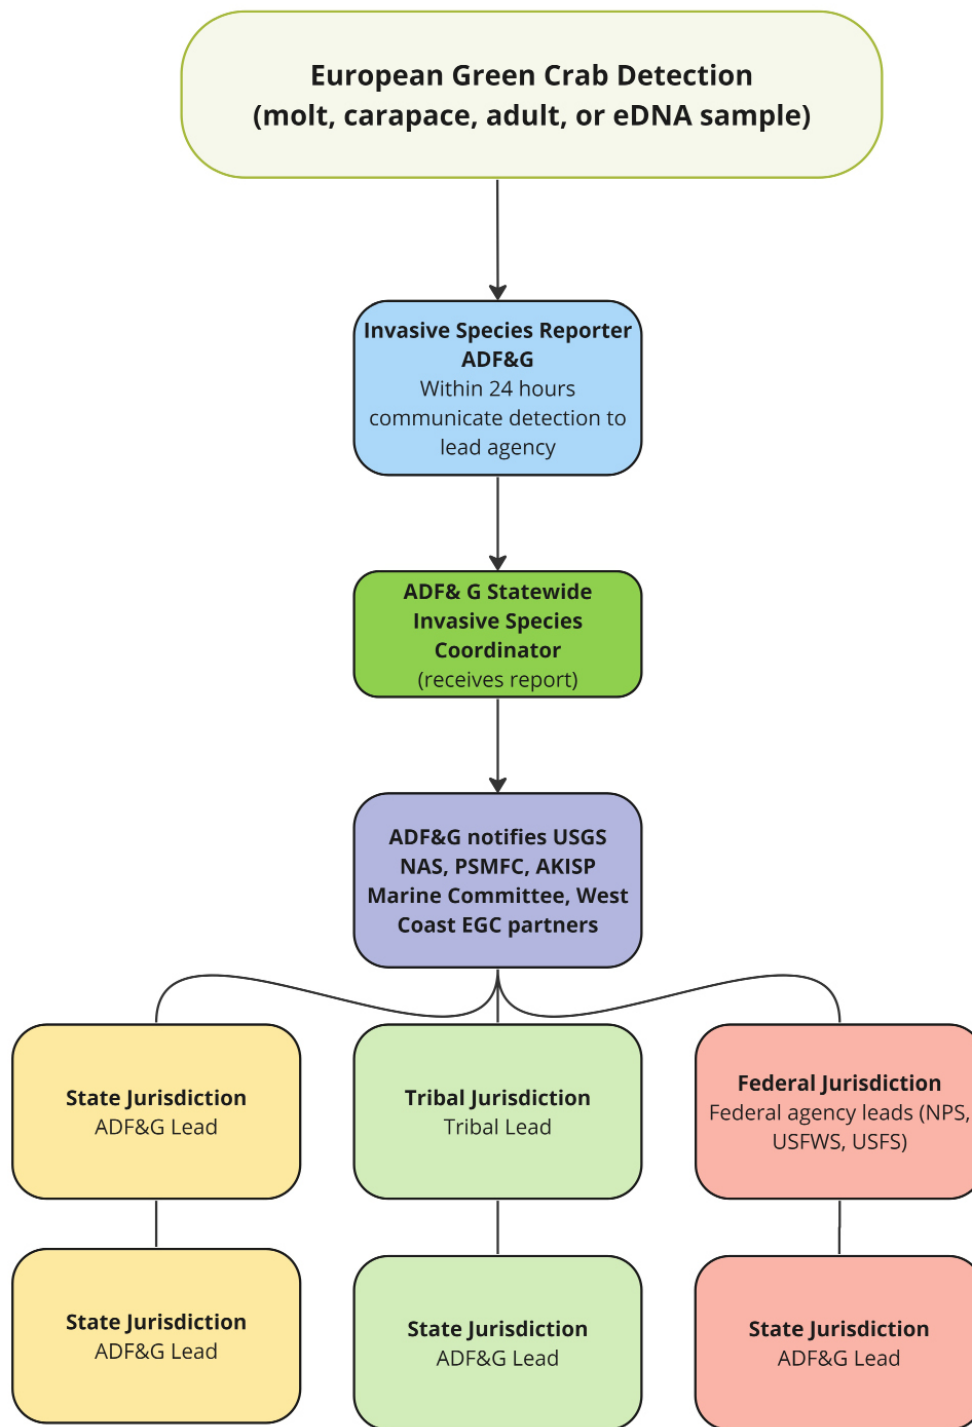 European Green Crab Detection
(molt, carapace, adult, or eDNA sample)
Invasive Species Reporter
ADF&G
Within 24 hours
communicate detection to
lead agency
ADF& G Statewide
Invasive Species
Coordinator
(receives report)
ADF&G notifies USGS
NAS, PSMFC, AKISP
Marine Committee, West
Coast EGC partners
State Jurisdiction
ADF&G Lead
Tribal Jurisdiction
Tribal Lead
Federal Jurisdiction
Federal agency leads (NPS,
USFWS, USFS)
State Jurisdiction
ADF&G Lead
State Jurisdiction
ADF&G Lead
State Jurisdiction
ADF&G Lead